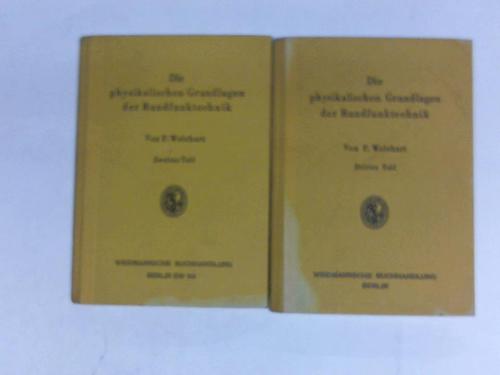 Die
physikalischen Grundlagen
der Rundfunktechnik
Von P. Weichart
Zweiter Teil
WEIDMANNSCHE BUCHHANDLUNG
BERLIN SW 68
Die
physikalischen Grundlagen
der Rundfunktechnik
Von F. Weichart
Dritter Teil
WEIDMANNSCHE BUCHHANDLUNG
BERLIN